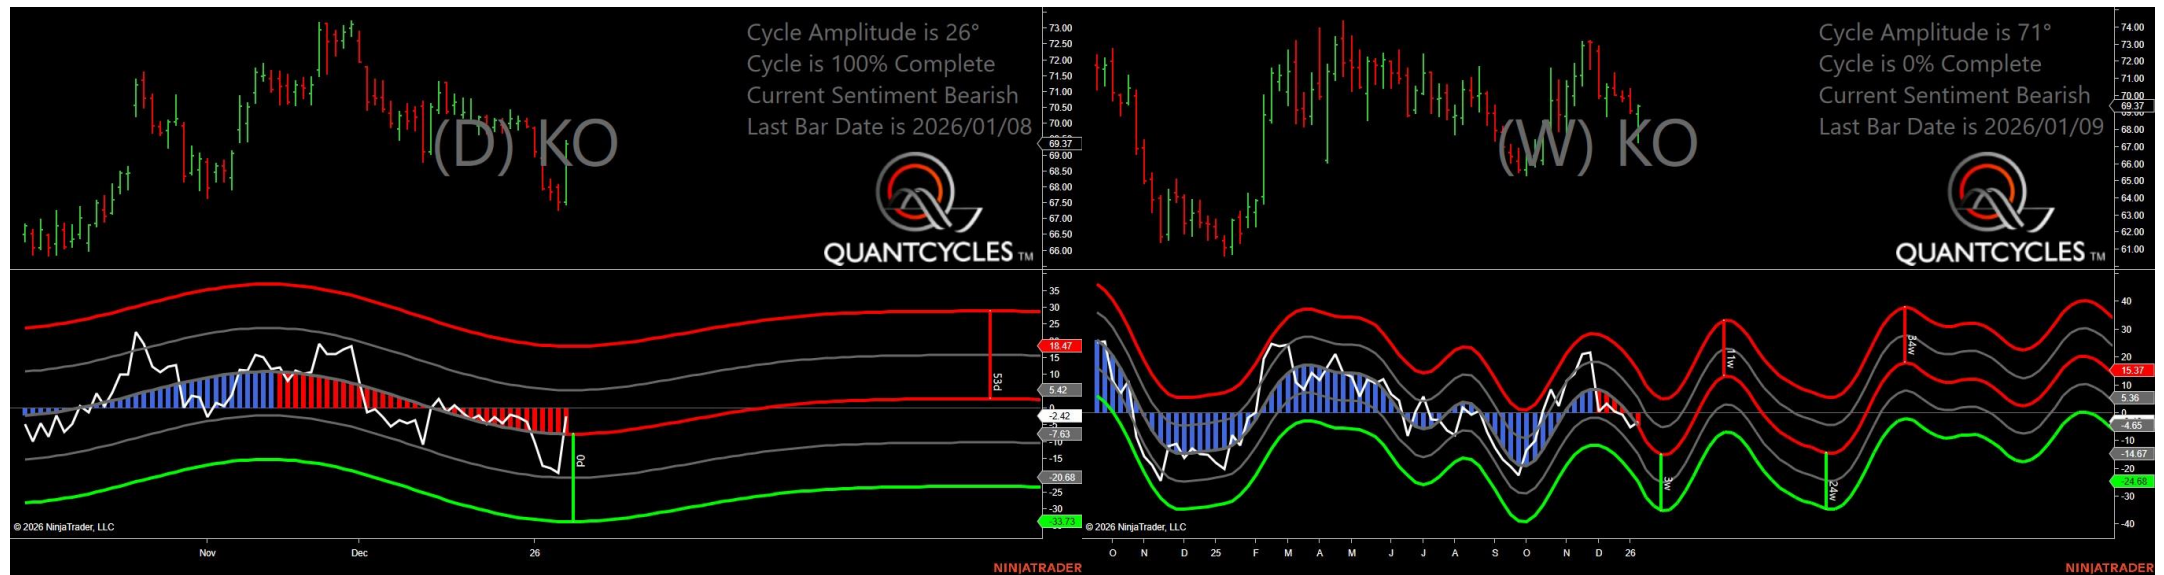 Cycle Amplitude is 26°
Cycle is 100% Complete
Current Sentiment Bearish
Last Bar Date is 2026/01/08
(D) KO
QUANTCYCLES TM
73.00
72.50
72.00
71.50
71.00
70.50
70.00
69.37
69.00
68.50
68.00
67.50
67.00
66.50
66.00
35
30
25
18.47
15
10
5.42
0
-2.42
-7.63
-10
-15
-20.68
-25
-30
-33.73
53d
0d
© 2026 NinjaTrader, LLC
Nov
Dec
26
NINJATRADER
Cycle Amplitude is 71°
Cycle is 0% Complete
Current Sentiment Bearish
Last Bar Date is 2026/01/09
(W) KO
QUANTCYCLES TM
74.00
73.00
72.00
71.00
70.00
69.37
68.00
67.00
66.00
65.00
64.00
63.00
62.00
61.00
40
30
20
15.37
10
5.36
0
-4.65
-10
-14.67
-20
-24.68
-30
-40
11w
34w
3w
24w
© 2026 NinjaTrader, LLC
O
N
D
25
F
M
A
M
J
J
A
S
O
N
D
26
NINJATRADER